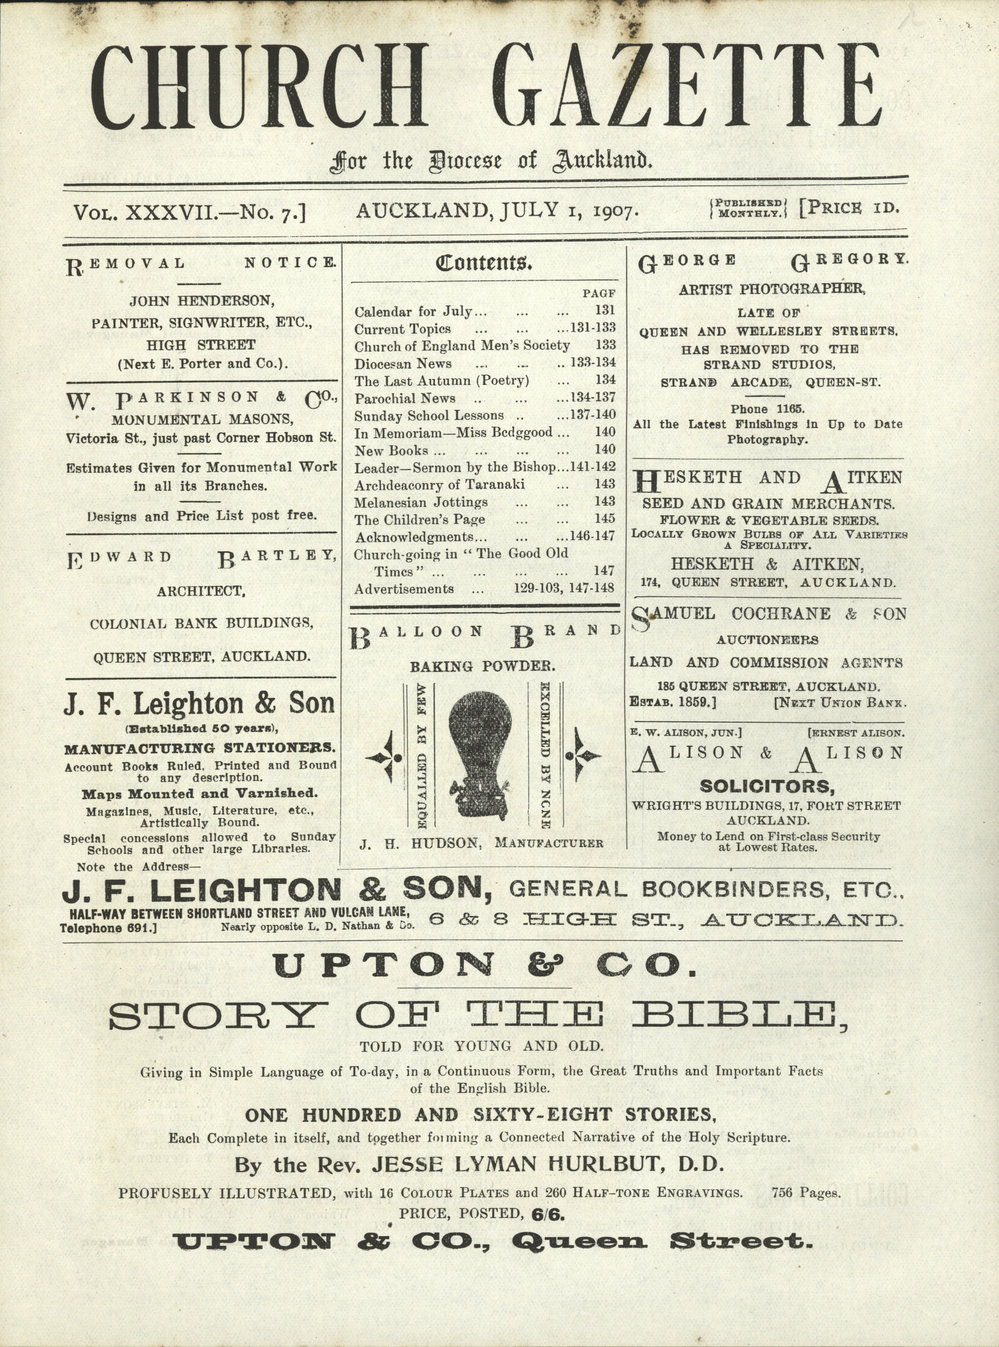 CHURCH GAZETTE
For the Diocese of Auckland.
VOL. XXXVII.—No. 7.] AUCKLAND, JULY 1, 1907. {PUBLISHED MONTHLY.} [PRICE 1D.
REMOVAL NOTICE.
JOHN HENDERSON,
PAINTER, SIGNWRITER, ETC.,
HIGH STREET
(Next E. Porter and Co.).
W. PARKINSON & CO.,
MONUMENTAL MASONS,
Victoria St., just past Corner Hobson St.
Estimates Given for Monumental Work
in all its Branches.
Designs and Price List post free.
EDWARD BARTLEY,
ARCHITECT,
COLONIAL BANK BUILDINGS,
QUEEN STREET, AUCKLAND.
J. F. Leighton & Son
(Established 50 years),
MANUFACTURING STATIONERS.
Account Books Ruled, Printed and Bound
to any description.
Maps Mounted and Varnished.
Magazines, Music, Literature, etc.,
Artistically Bound.
Special concessions allowed to Sunday
Schools and other large Libraries.
Note the Address—
Contents.
PAGE
Calendar for July... ... ... 131
Current Topics ... ... ...131-133
Church of England Men's Society 133
Diocesan News ... ... .. 133-134
The Last Autumn (Poetry) ... 134
Parochial News .. ... ...134-137
Sunday School Lessons .. ...137-140
In Memoriam—Miss Bedggood ... 140
New Books ... ... ... ... 140
Leader—Sermon by the Bishop...141-142
Archdeaconry of Taranaki ... 143
Melanesian Jottings ... ... 143
The Children's Page ... ... 145
Acknowledgments... ... ...146-147
Church-going in "The Good Old
Times" ... ... ... ... 147
Advertisements ... 129-103, 147-148
BALLOON BRAND
BAKING POWDER.
EQUALLED BY FEW
EXCELLED BY NONE
J. H. HUDSON, MANUFACTURER
GEORGE GREGORY.
ARTIST PHOTOGRAPHER,
LATE OF
QUEEN AND WELLESLEY STREETS,
HAS REMOVED TO THE
STRAND STUDIOS,
STRAND ARCADE, QUEEN-ST.
Phone 1165.
All the Latest Finishings in Up to Date
Photography.
HESKETH AND AITKEN
SEED AND GRAIN MERCHANTS.
FLOWER & VEGETABLE SEEDS.
LOCALLY GROWN BULBS OF ALL VARIETIES
A SPECIALITY.
HESKETH & AITKEN,
174, QUEEN STREET, AUCKLAND.
SAMUEL COCHRANE & SON
AUCTIONEERS
LAND AND COMMISSION AGENTS
185 QUEEN STREET, AUCKLAND.
ESTAB. 1859.] [NEXT UNION BANK.
E. W. ALISON, JUN.] [ERNEST ALISON.
ALISON & ALISON
SOLICITORS,
WRIGHT'S BUILDINGS, 17, FORT STREET
AUCKLAND.
Money to Lend on First-class Security
at Lowest Rates.
J. F. LEIGHTON & SON, GENERAL BOOKBINDERS, ETC.,
HALF-WAY BETWEEN SHORTLAND STREET AND VULCAN LANE,
Telephone 691.] Nearly opposite L. D. Nathan & Co.
6 & 8 HIGH ST., AUCKLAND.
UPTON & CO.
STORY OF THE BIBLE,
TOLD FOR YOUNG AND OLD.
Giving in Simple Language of To-day, in a Continuous Form, the Great Truths and Important Facts
of the English Bible.
ONE HUNDRED AND SIXTY-EIGHT STORIES,
Each Complete in itself, and together forming a Connected Narrative of the Holy Scripture.
By the Rev. JESSE LYMAN HURLBUT, D.D.
PROFUSELY ILLUSTRATED, with 16 COLOUR PLATES and 260 HALF-TONE ENGRAVINGS. 756 Pages.
PRICE, POSTED, 6/6.
UPTON & CO., Queen Street.